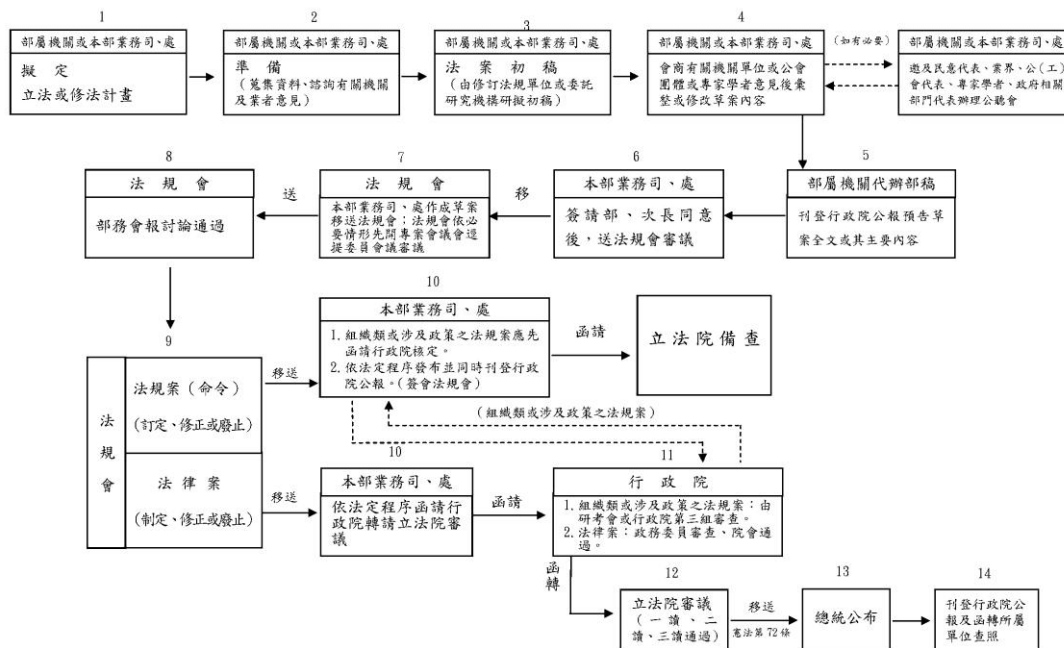 1
部屬機關或本部業務司、處
擬定
立法或修法計畫
2
部屬機關或本部業務司、處
準備
(蒐集資料、諮詢有關機關
及業者意見)
3
部屬機關或本部業務司、處
法案初稿
(由修訂法規單位或委託
研究機構研擬初稿)
4
部屬機關或本部業務司、處
會商有關機關單位或公會
團體或專家學者意見後彙
整或修改草案內容
(如有必要)
部屬機關或本部業務司、處
邀及民意代表、業界、公(工)
會代表、專家學者、政府相關
部門代表辦理公聽會
5
部屬機關代辦部稿
刊登行政院公報預告草
案全文或其主要內容
6
本部業務司、處
簽請部、次長同意
後，送法規會審議
移
7
法規會
本部業務司、處作成草案
移送法規會；法規會依必
要情形先開專案會議會逕
提委員會議審議
送
8
法規會
部務會報討論通過
9
法規會
法規案(命令)
(訂定、修正或廢止)
法律案
(制定、修正或廢止)
移送
10
本部業務司、處
1. 組織類或涉及政策之法規案應先
函請行政院核定。
2. 依法定程序發布並同時刊登行政
院公報。(簽會法規會)
函請
立法院備查
(組織類或涉及政策之法規案)
移送
10
本部業務司、處
依法定程序函請行
政院轉請立法院審
議
函請
11
行政院
1. 組織類或涉及政策之法規案：由
研考會或行政院第三組審查。
2. 法律案：政務委員審查、院會通
過。
函轉
12
立法院審議
(一讀、二
讀、三讀通過)
移送
憲法第72條
13
總統公布
14
刊登行政院公
報及函轉所屬
單位查照